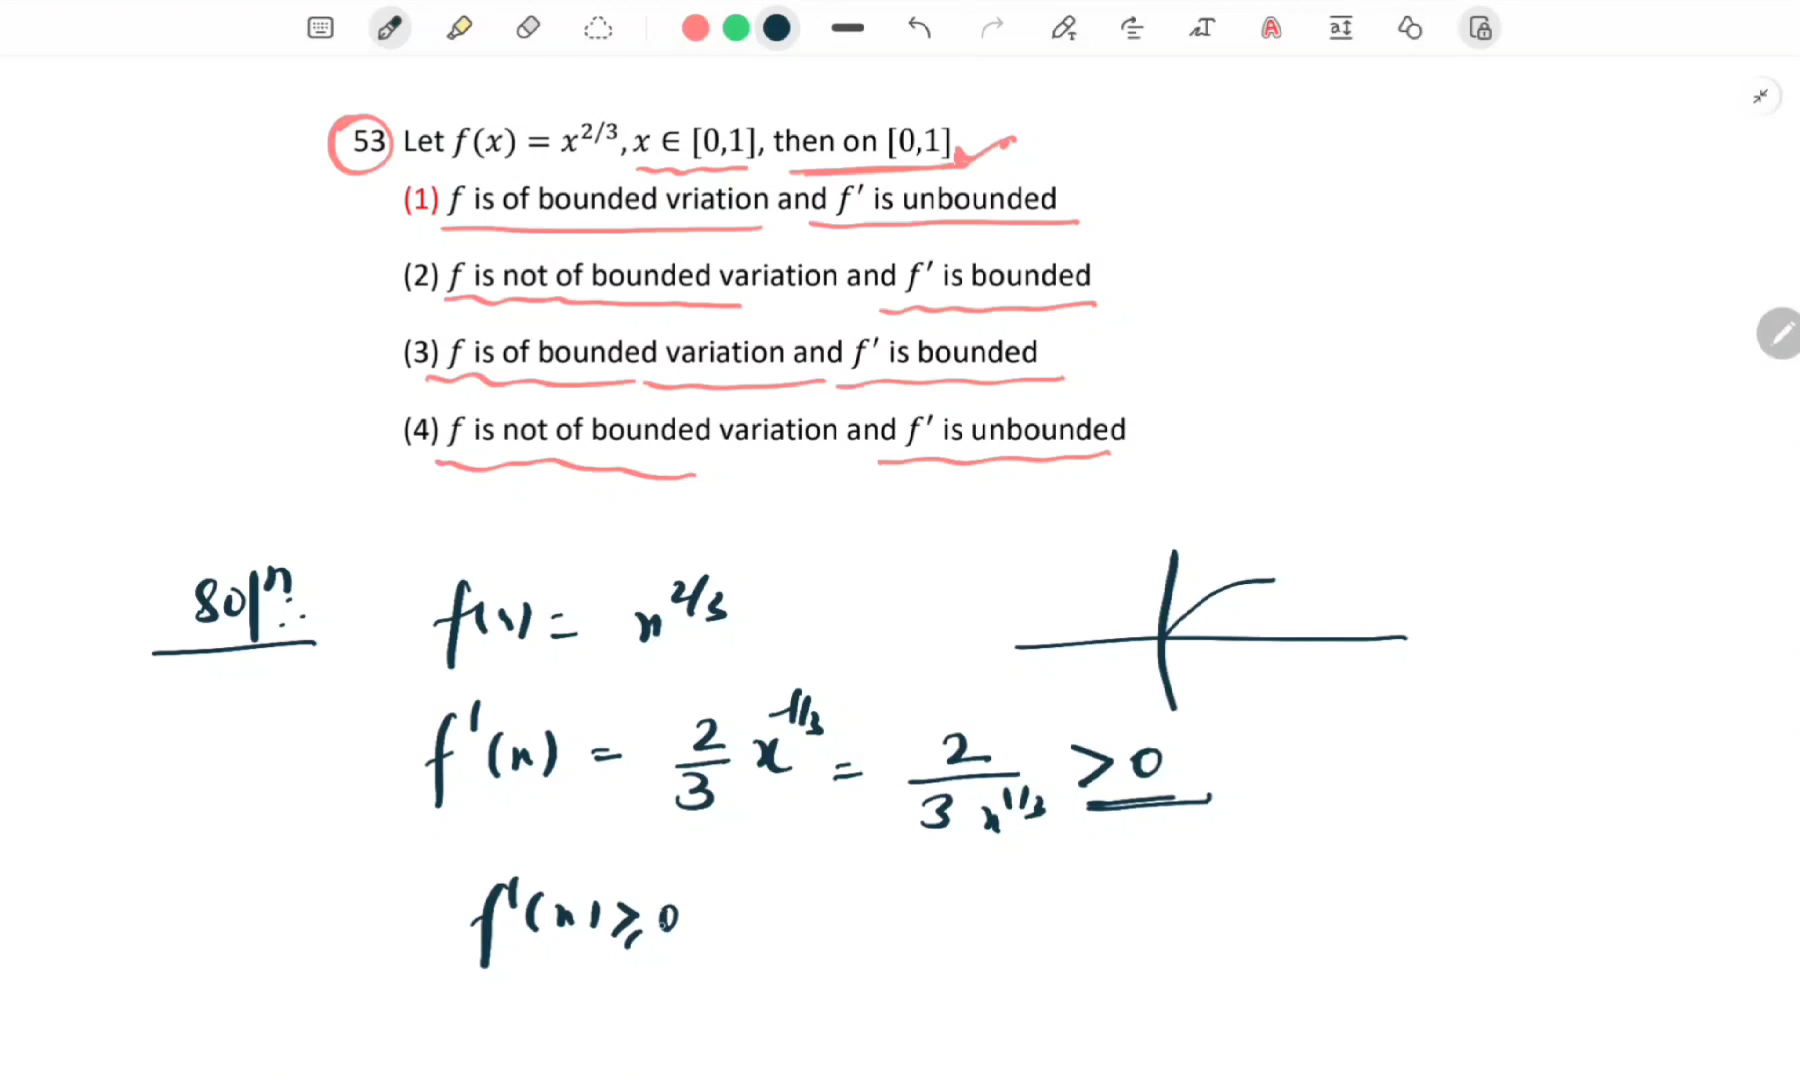 53 Let f(x) = x^{2/3}, x ∈ [0,1], then on [0,1]
(1) f is of bounded vriation and f′ is unbounded
(2) f is not of bounded variation and f′ is bounded
(3) f is of bounded variation and f′ is bounded
(4) f is not of bounded variation and f′ is unbounded
Solⁿ:
f(x) = x^{2/3}
f'(x) = 2/3 x^{-1/3} = 2/(3 x^{1/3}) > 0
f'(x) ≥ 0